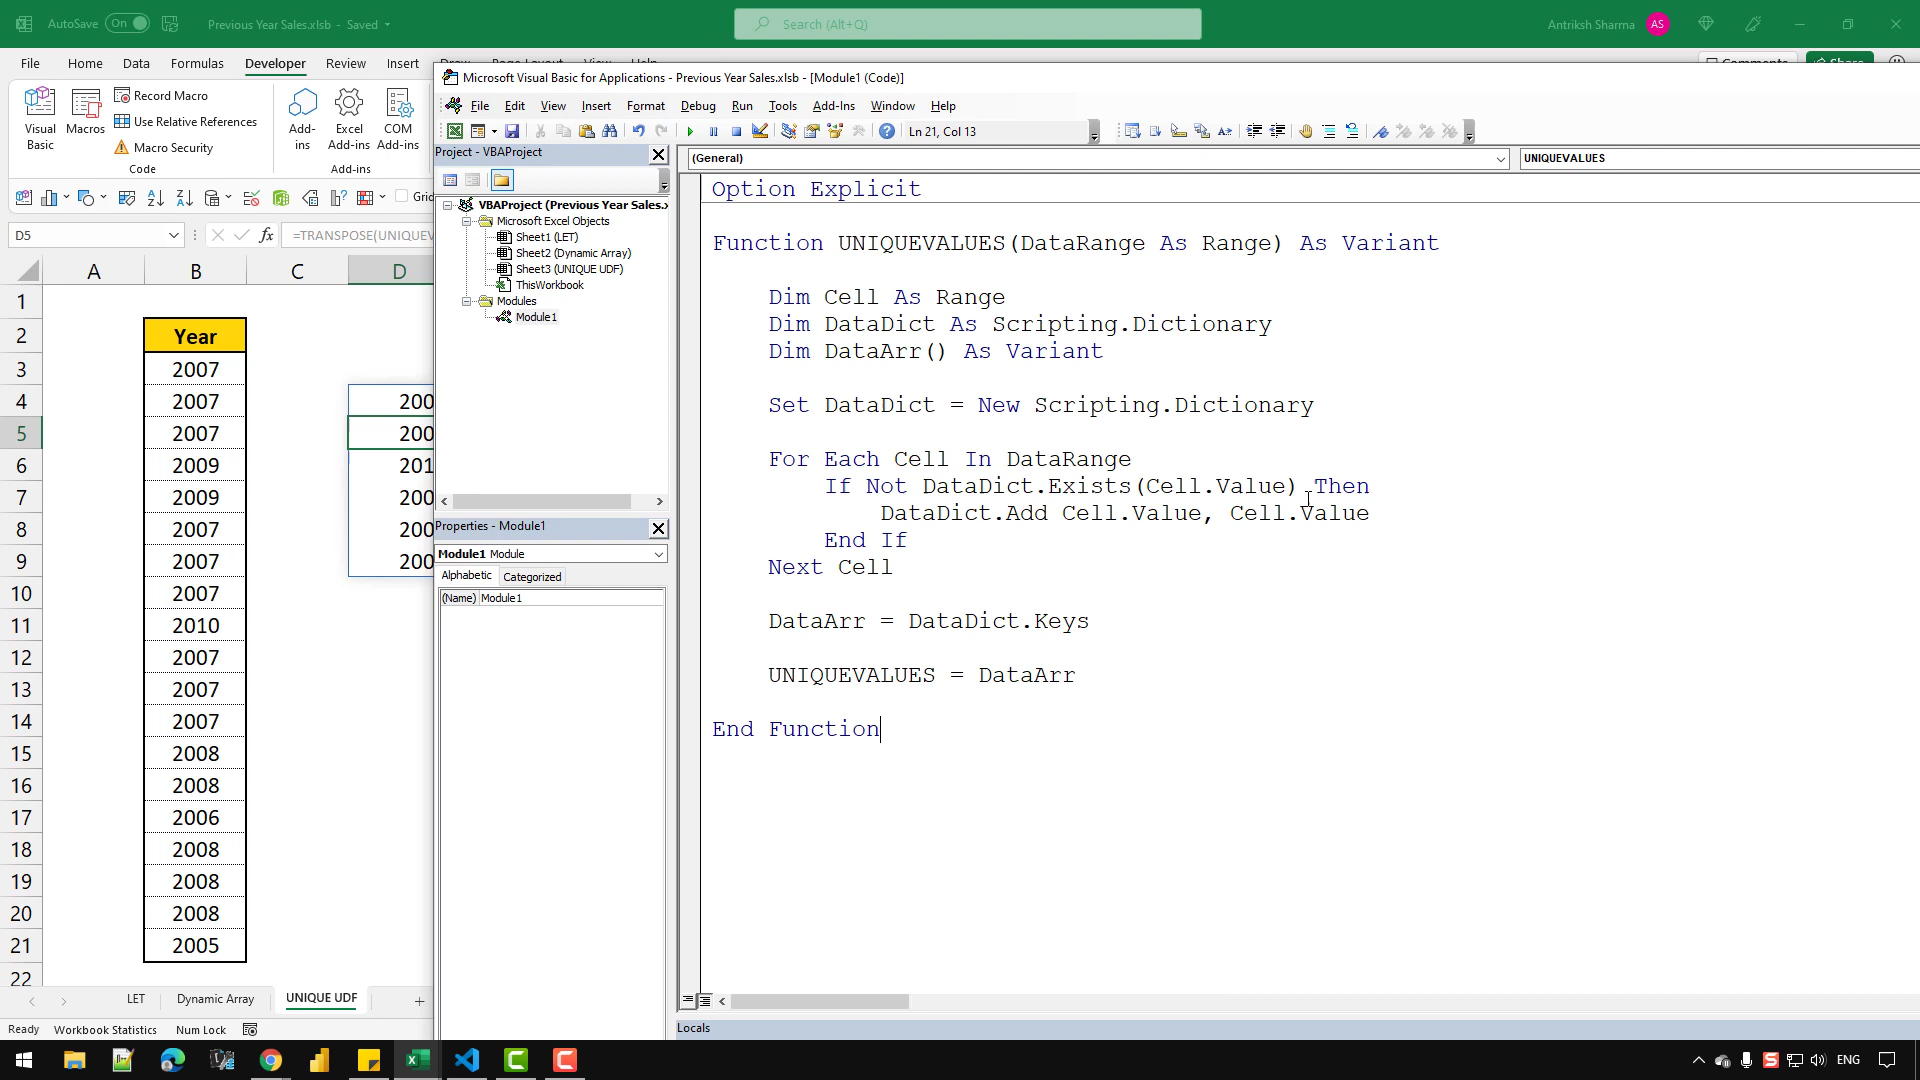 AutoSave On Previous Year Sales.xlsb - Saved Search (Alt+Q) Antriksh Sharma AS
File Home Data Formulas Developer Review Insert
Visual Basic
Macros
Record Macro
Use Relative References
Macro Security
Code
Add-ins
Excel Add-ins
COM Add-ins
Add-ins
Grid
D5
fx =TRANSPOSE(UNIQUEV
A B C D
1
2 Year
3 2007
4 2007 200
5 2007 200
6 2009 201
7 2009 200
8 2007 200
9 2007 200
10 2007
11 2010
12 2007
13 2007
14 2007
15 2008
16 2008
17 2006
18 2008
19 2008
20 2008
21 2005
22
LET Dynamic Array UNIQUE UDF
Ready Workbook Statistics Num Lock
Microsoft Visual Basic for Applications - Previous Year Sales.xlsb - [Module1 (Code)]
File Edit View Insert Format Debug Run Tools Add-Ins Window Help
Ln 21, Col 13
Project - VBAProject
VBAProject (Previous Year Sales.x
Microsoft Excel Objects
Sheet1 (LET)
Sheet2 (Dynamic Array)
Sheet3 (UNIQUE UDF)
ThisWorkbook
Modules
Module1
Properties - Module1
Module1 Module
Alphabetic Categorized
(Name) Module1
(General) UNIQUEVALUES
Option Explicit
Function UNIQUEVALUES(DataRange As Range) As Variant
Dim Cell As Range
Dim DataDict As Scripting.Dictionary
Dim DataArr() As Variant
Set DataDict = New Scripting.Dictionary
For Each Cell In DataRange
If Not DataDict.Exists(Cell.Value) Then
DataDict.Add Cell.Value, Cell.Value
End If
Next Cell
DataArr = DataDict.Keys
UNIQUEVALUES = DataArr
End Function
Locals
ENG